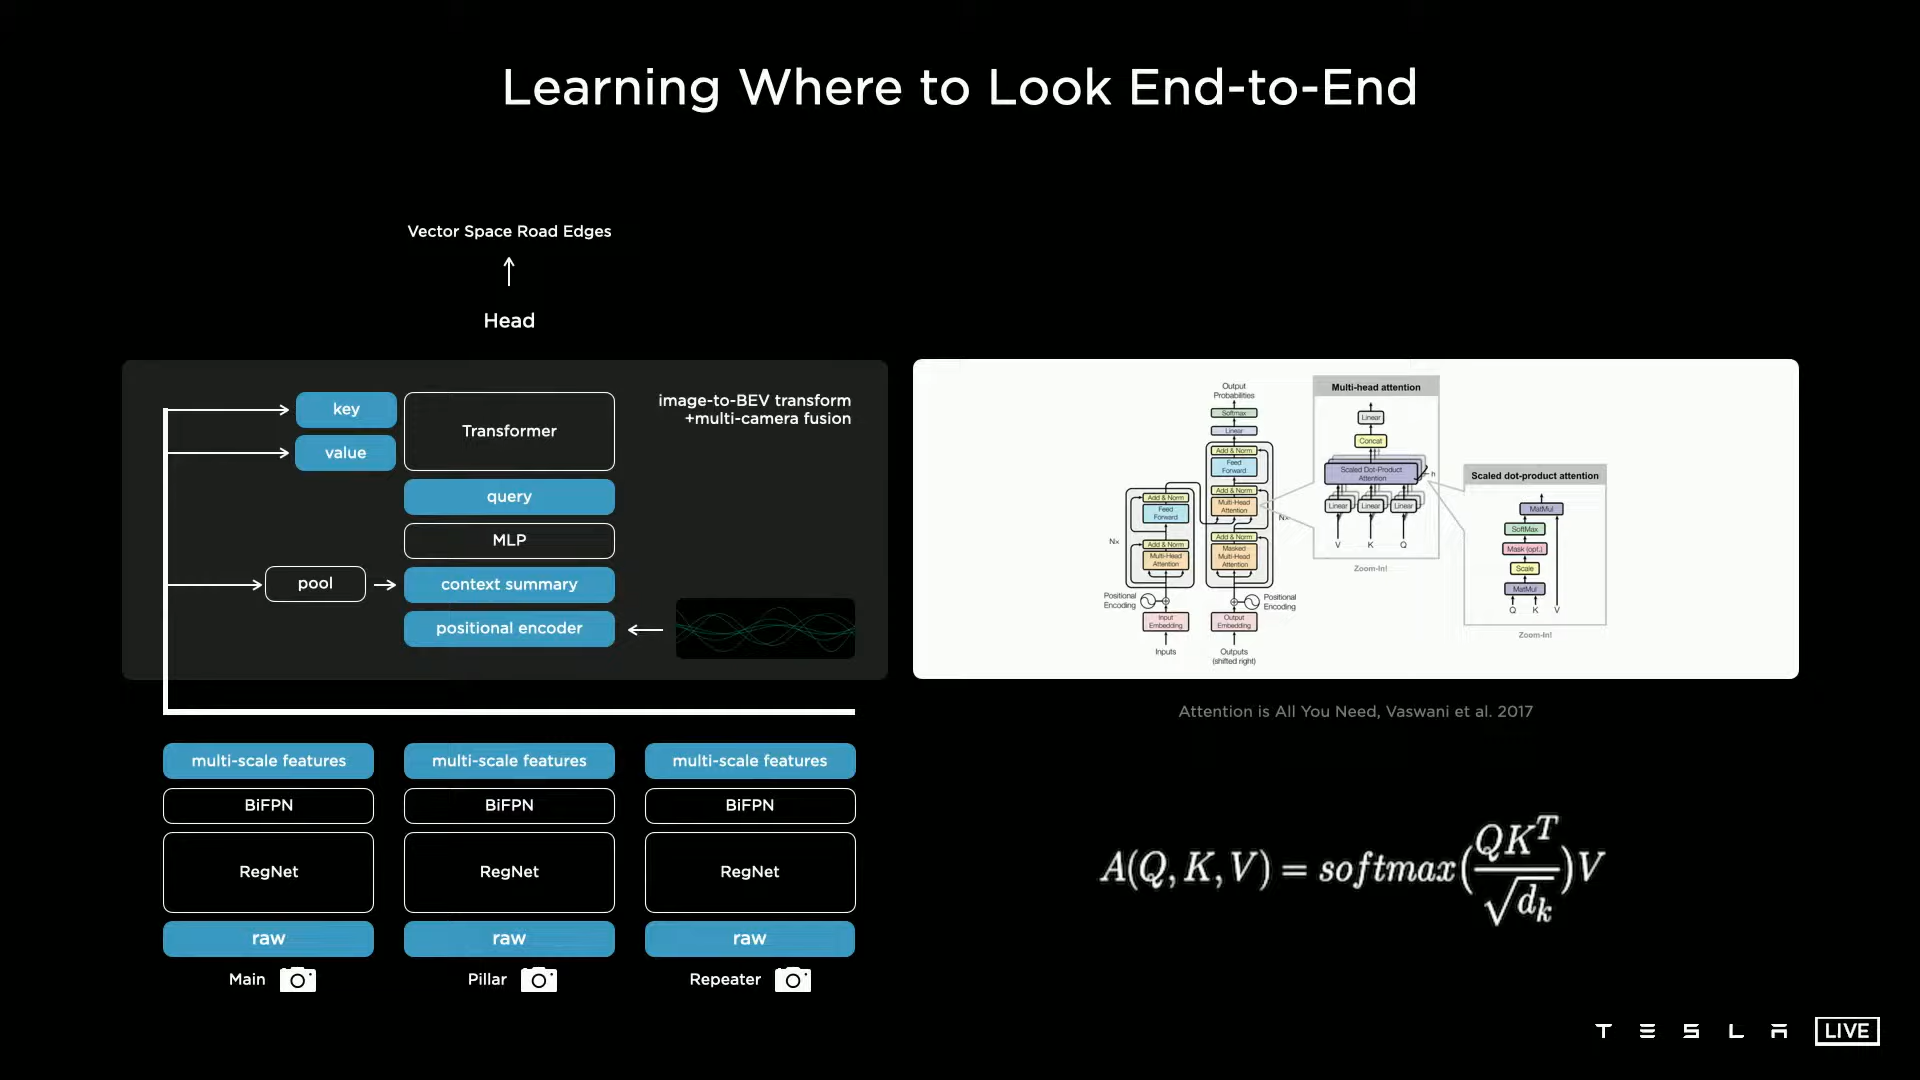 Learning Where to Look End-to-End
Vector Space Road Edges
Head
key
value
Transformer
image-to-BEV transform
+multi-camera fusion
query
MLP
pool
context summary
positional encoder
multi-scale features
multi-scale features
multi-scale features
BiFPN
BiFPN
BiFPN
RegNet
RegNet
RegNet
raw
raw
raw
Main
Pillar
Repeater
Output
Probabilities
Softmax
Linear
Add & Norm
Feed
Forward
Add & Norm
Multi-Head
Attention
Add & Norm
Masked
Multi-Head
Attention
Nx
Add & Norm
Feed
Forward
Nx
Add & Norm
Multi-Head
Attention
Positional
Encoding
Positional
Encoding
Input
Embedding
Output
Embedding
Inputs
Outputs
(shifted right)
Multi-head attention
Linear
Concat
Scaled Dot-Product
Attention
h
Linear
Linear
Linear
V K Q
Zoom-In!
Scaled dot-product attention
MatMul
SoftMax
Mask (opt.)
Scale
MatMul
Q K V
Zoom-In!
Attention is All You Need, Vaswani et al. 2017
A(Q, K, V) = softmax(QK^T/√d_k)V
TESLA LIVE